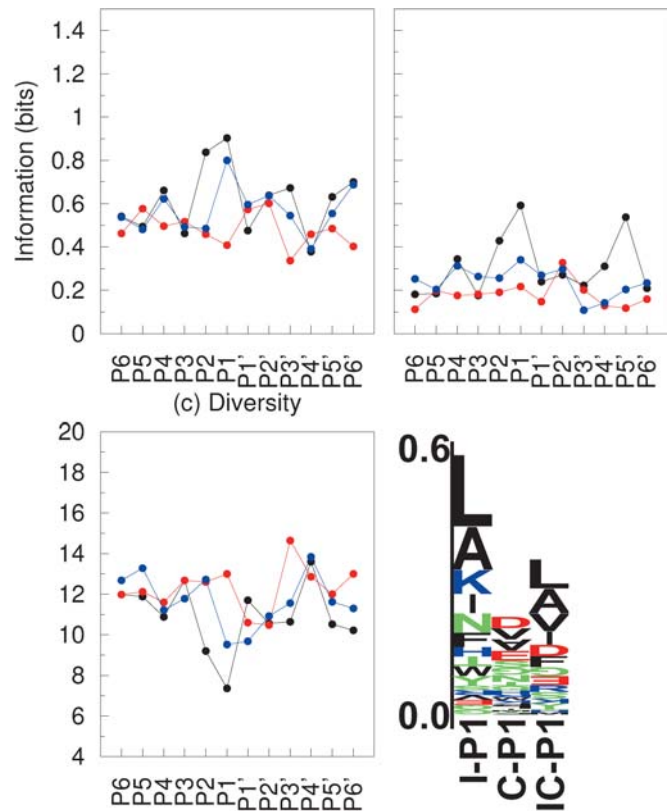 1.4
1.2
1
0.8
0.6
0.4
0.2
0
Information (bits)
P6 P5 P4 P3 P2 P1 P1' P2' P3' P4' P5' P6'
P6 P5 P4 P3 P2 P1 P1' P2' P3' P4' P5' P6'
(c) Diversity
20
18
16
14
12
10
8
6
4
P6 P5 P4 P3 P2 P1 P1' P2' P3' P4' P5' P6'
0.6
0.0
L
A
K
I
N
D
L
A
I-P1
C-P1
IC-P1